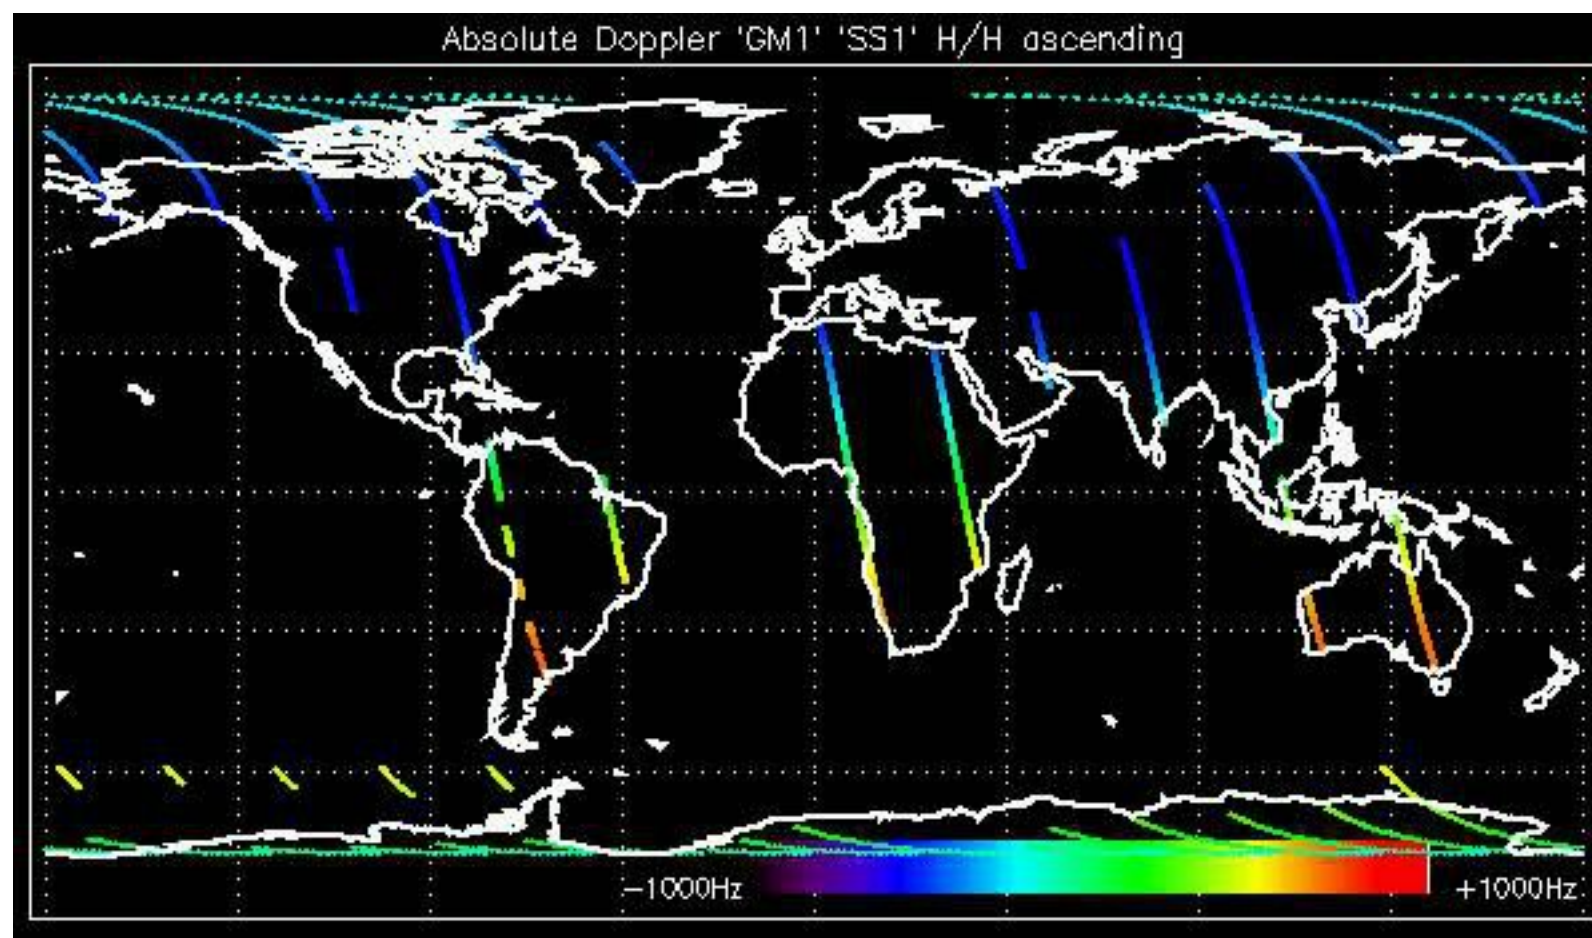 Absolute Doppler 'GM1' 'SS1' H/H ascending
−1000Hz
+1000Hz